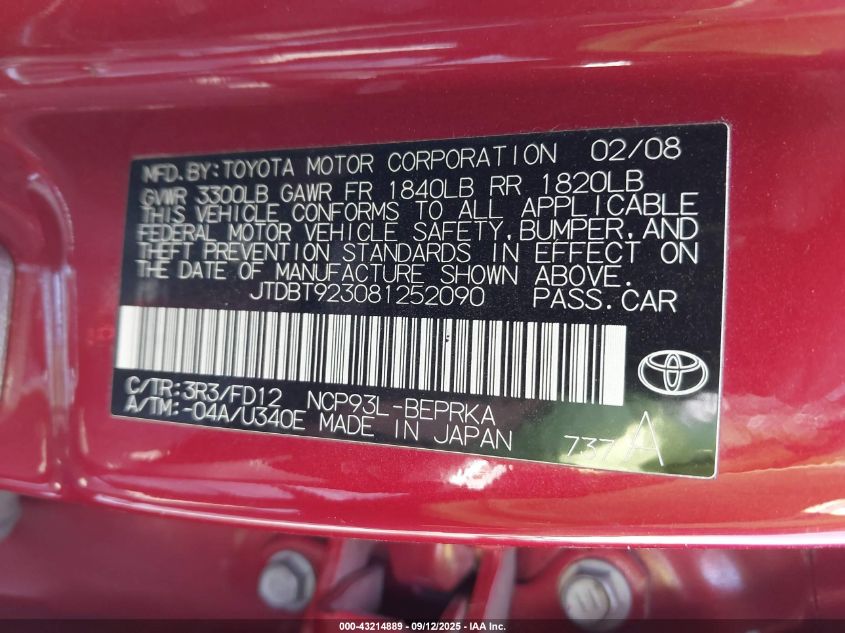 MFD.BY:TOYOTA MOTOR CORPORATION 02/08
GVWR 3300LB GAWR FR 1840LB RR 1820LB
THIS VEHICLE CONFORMS TO ALL APPLICABLE
FEDERAL MOTOR VEHICLE SAFETY,BUMPER,AND
THEFT PREVENTION STANDARDS IN EFFECT ON
THE DATE OF MANUFACTURE SHOWN ABOVE.
JTDBT923081252090 PASS.CAR
C/TR:3R3/FD12 NCP93L-BEPRKA
A/TM:-04A/U340E MADE IN JAPAN 737 A
000-43214889 - 09/12/2025 - IAA Inc.